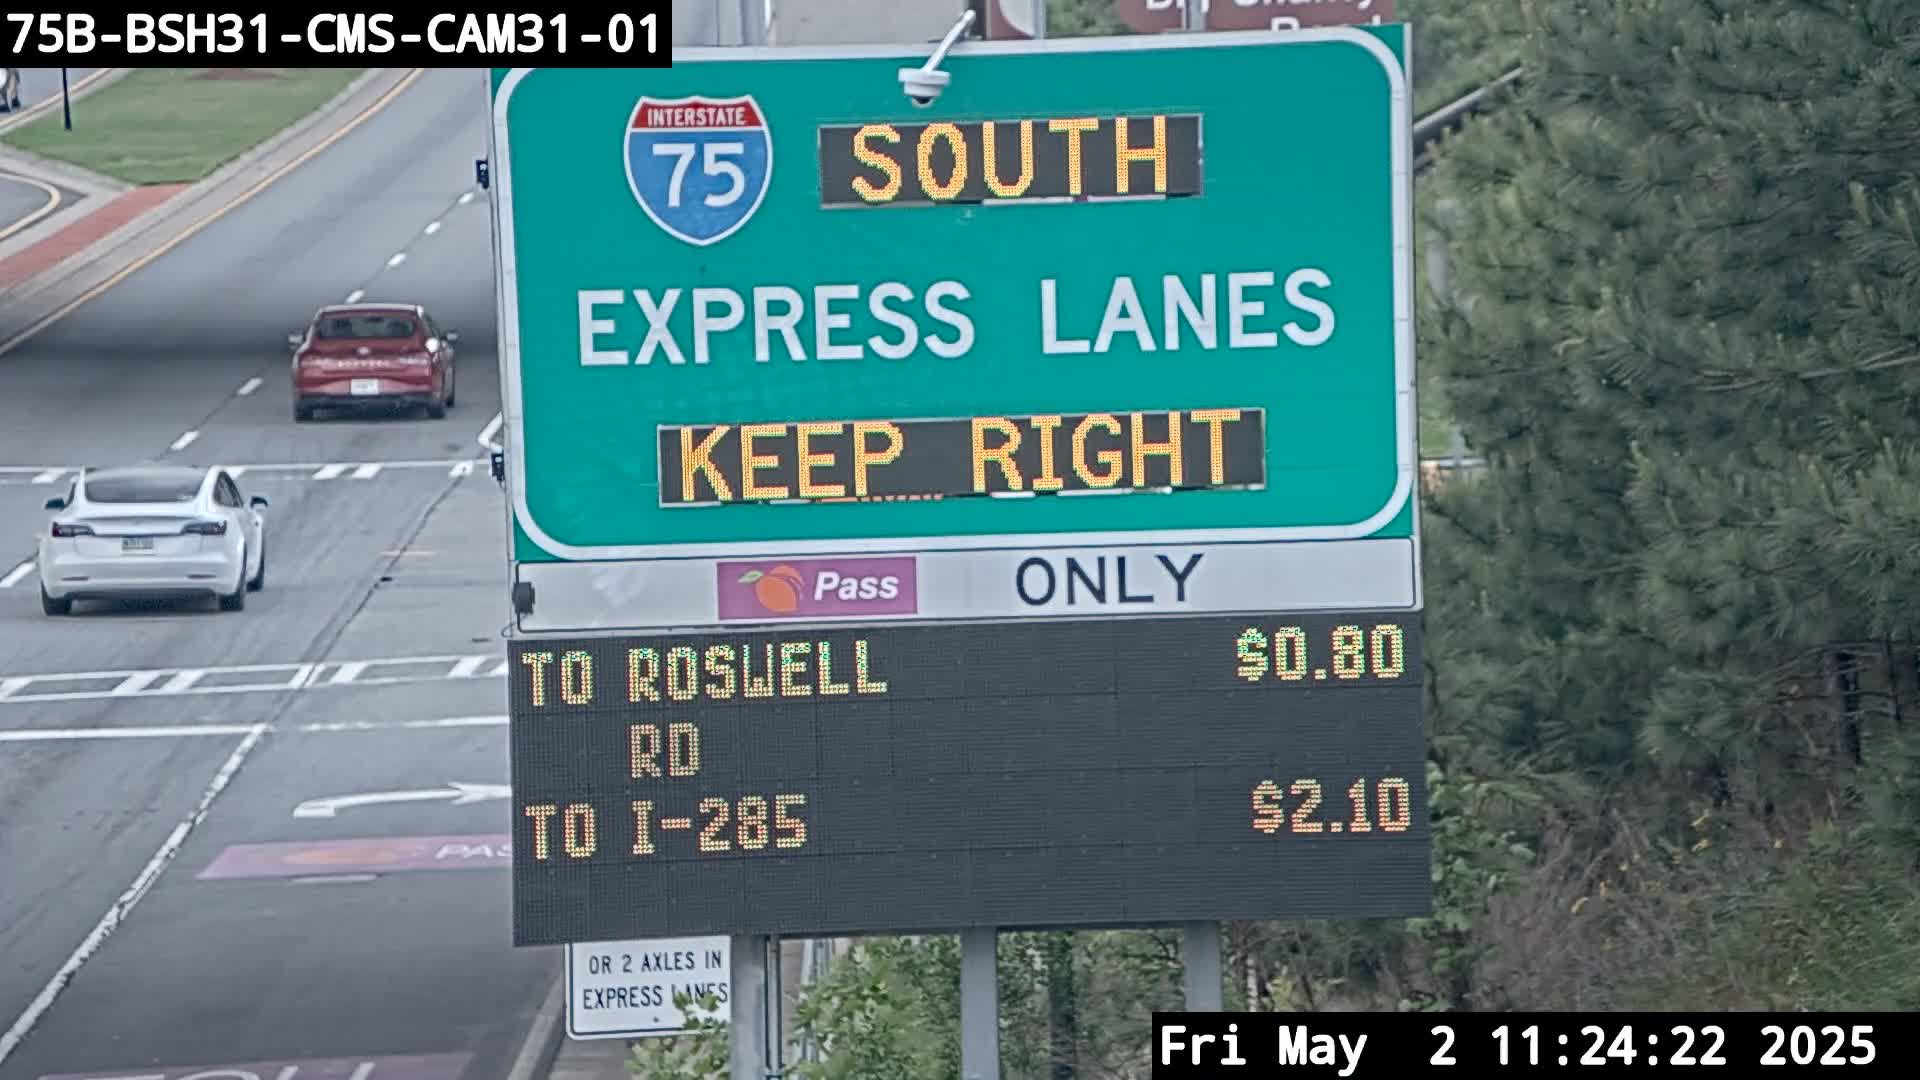 75B-BSH31-CMS-CAM31-01
INTERSTATE
75
SOUTH
EXPRESS LANES
KEEP RIGHT
Pass ONLY
TO ROSWELL $0.80
RD
TO I-285 $2.10
OR 2 AXLES IN
EXPRESS LANES
Fri May 2 11:24:22 2025